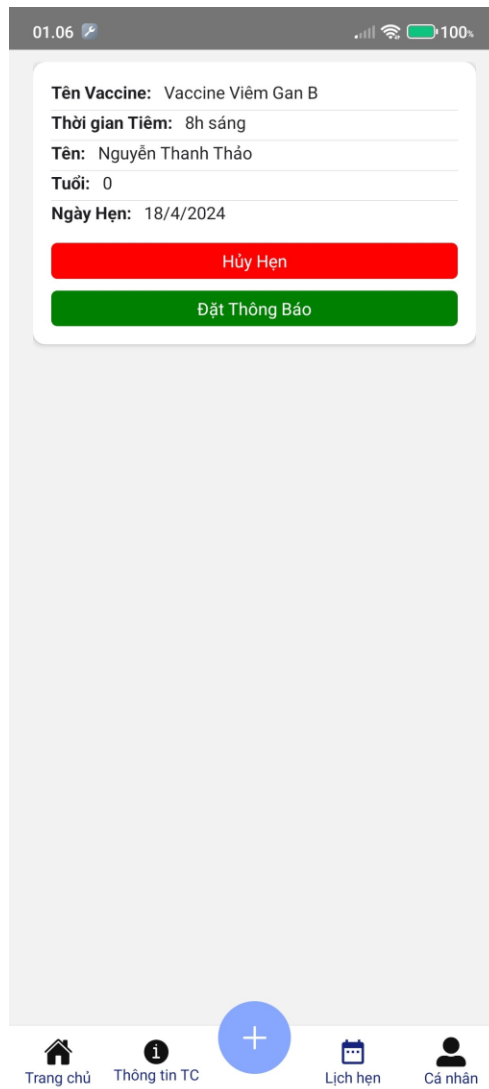 01.06 100%
Tên Vaccine: Vaccine Viêm Gan B
Thời gian Tiêm: 8h sáng
Tên: Nguyễn Thanh Thảo
Tuổi: 0
Ngày Hẹn: 18/4/2024
Hủy Hẹn
Đặt Thông Báo
Trang chủ Thông tin TC Lịch hẹn Cá nhân